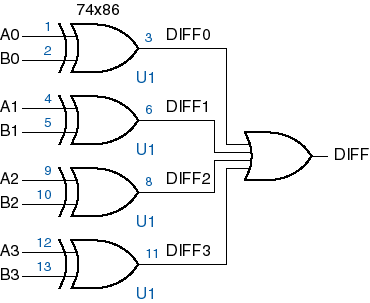 74x86
A0 1 3 DIFF0
B0 2
U1
A1 4 6 DIFF1
B1 5
U1
DIFF
A2 9 8 DIFF2
B2 10
U1
A3 12 11 DIFF3
B3 13
U1